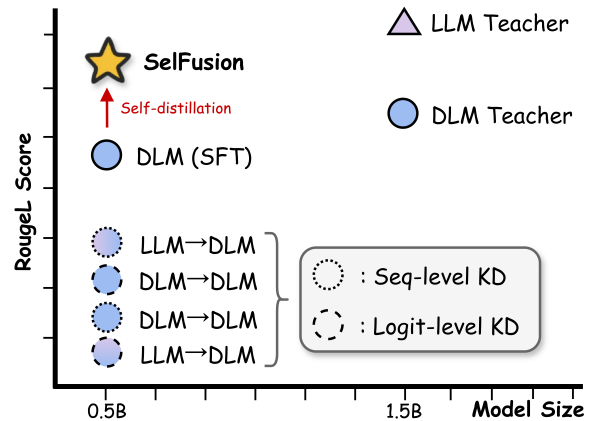 LLM Teacher
SelFusion
Self-distillation
DLM Teacher
DLM (SFT)
RougeL Score
LLM→DLM
DLM→DLM
DLM→DLM
LLM→DLM
: Seq-level KD
: Logit-level KD
0.5B
1.5B
Model Size